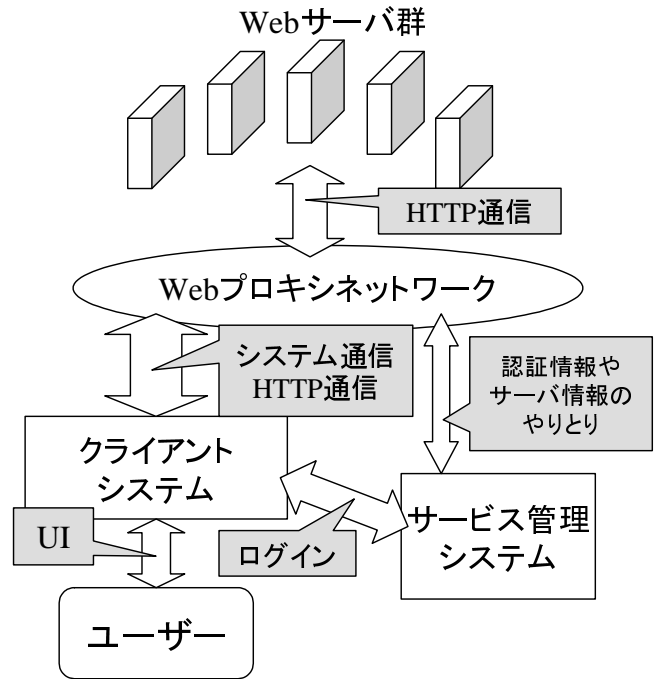 Webサーバ群
HTTP通信
Webプロキシネットワーク
システム通信
HTTP通信
認証情報や
サーバ情報の
やりとり
クライアント
システム
UI
ログイン
サービス管理
システム
ユーザー